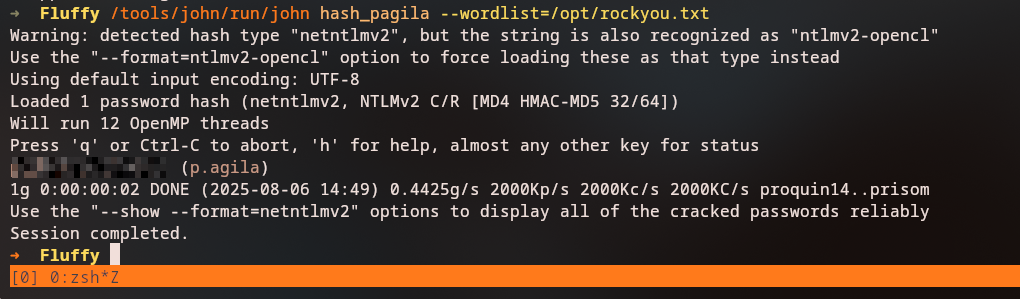 → Fluffy /tools/john/run/john hash_pagila --wordlist=/opt/rockyou.txt
Warning: detected hash type "netntlmv2", but the string is also recognized as "ntlmv2-opencl"
Use the "--format=ntlmv2-opencl" option to force loading these as that type instead
Using default input encoding: UTF-8
Loaded 1 password hash (netntlmv2, NTLMv2 C/R [MD4 HMAC-MD5 32/64])
Will run 12 OpenMP threads
Press 'q' or Ctrl-C to abort, 'h' for help, almost any other key for status
(p.agila)
1g 0:00:00:02 DONE (2025-08-06 14:49) 0.4425g/s 2000Kp/s 2000Kc/s 2000KC/s proquin14..prisom
Use the "--show --format=netntlmv2" options to display all of the cracked passwords reliably
Session completed.
→ Fluffy
[0] 0:zsh*Z